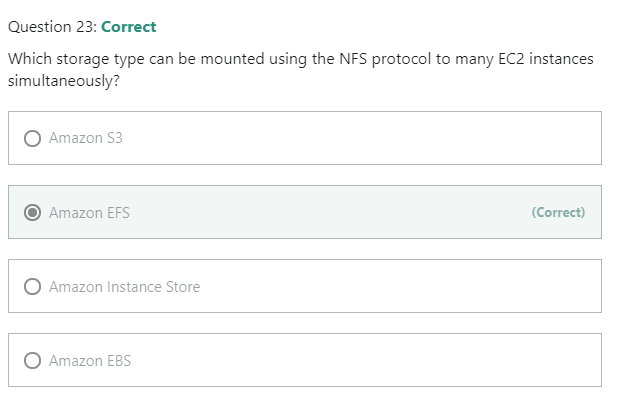 Question 23: Correct
Which storage type can be mounted using the NFS protocol to many EC2 instances
simultaneously?
Amazon S3
Amazon EFS (Correct)
Amazon Instance Store
Amazon EBS